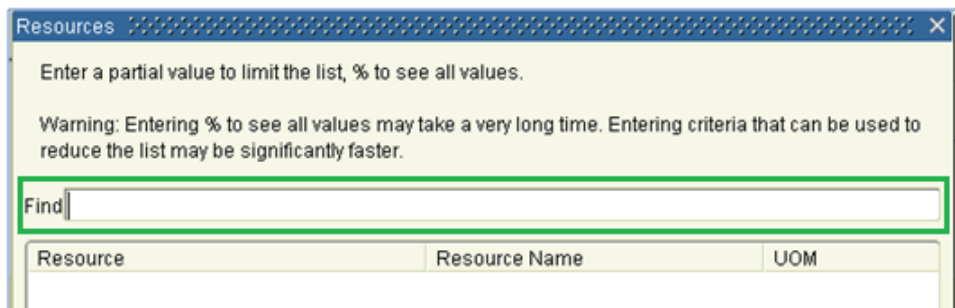 Resources
Enter a partial value to limit the list, % to see all values.
Warning: Entering % to see all values may take a very long time. Entering criteria that can be used to
reduce the list may be significantly faster.
Find
Resource Resource Name UOM